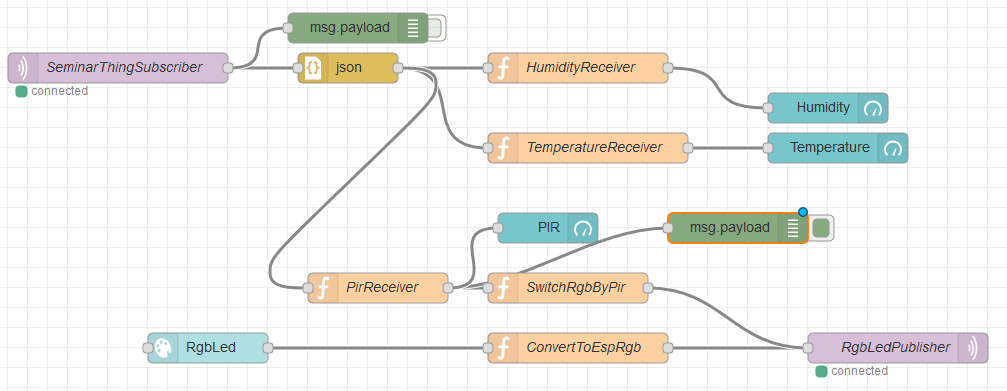 msg.payload
SeminarThingSubscriber
json
HumidityReceiver
connected
Humidity
TemperatureReceiver
Temperature
PIR
msg.payload
PirReceiver
SwitchRgbByPir
RgbLed
ConvertToEspRgb
RgbLedPublisher
connected